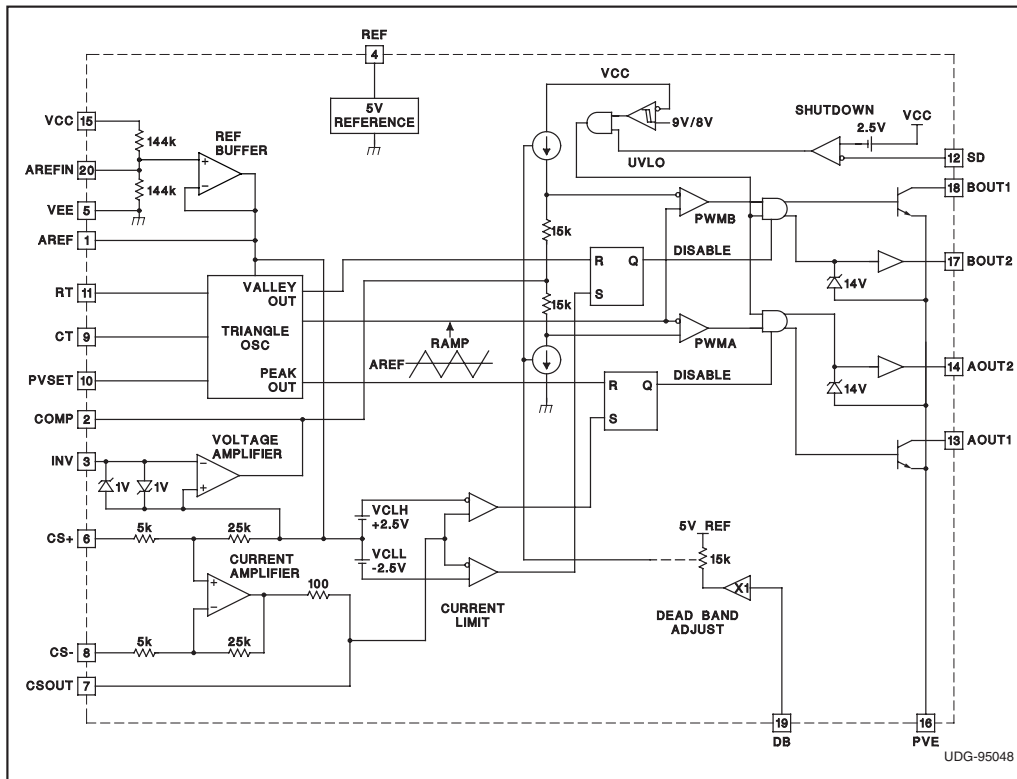 REF
4
5V
REFERENCE
VCC
15
144k
AREFIN
20
144k
VEE
5
AREF
1
REF
BUFFER
RT
11
CT
9
PVSET
10
COMP
2
INV
3
VALLEY
OUT
TRIANGLE
OSC
PEAK
OUT
AREF
RAMP
VOLTAGE
AMPLIFIER
1V
1V
CS+
6
5k
25k
CURRENT
AMPLIFIER
100
CS-
8
5k
25k
CSOUT
7
VCLH
+2.5V
VCLL
-2.5V
CURRENT
LIMIT
VCC
9V/8V
UVLO
SHUTDOWN
VCC
2.5V
12
SD
15k
15k
PWMB
PWMA
R
Q
S
DISABLE
R
Q
S
DISABLE
18
BOUT1
17
BOUT2
14V
14
AOUT2
14V
13
AOUT1
5V REF
15k
X1
DEAD BAND
ADJUST
19
DB
16
PVE
UDG-95048